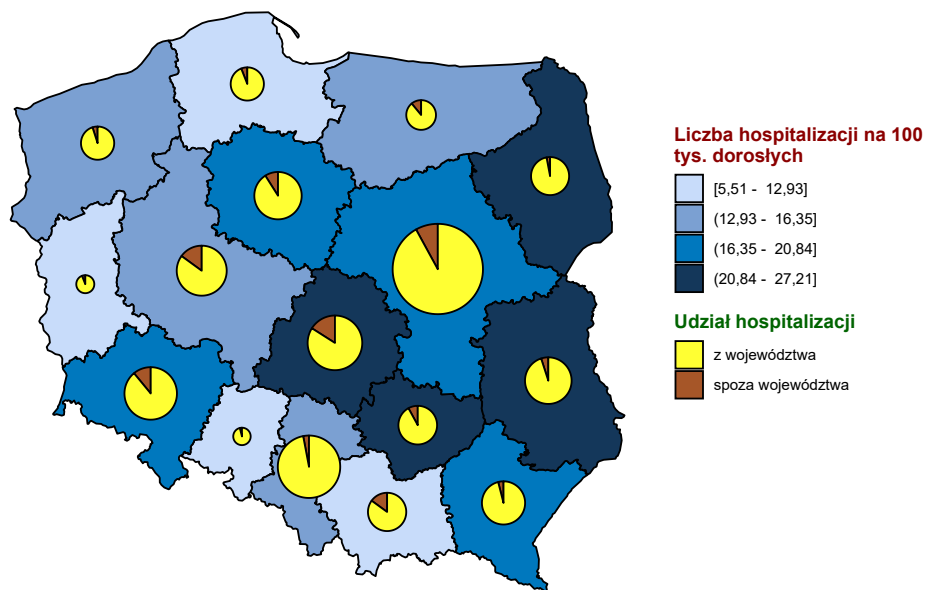 Liczba hospitalizacji na 100
tys. dorosłych
[5,51 - 12,93]
(12,93 - 16,35]
(16,35 - 20,84]
(20,84 - 27,21]
Udział hospitalizacji
z województwa
spoza województwa